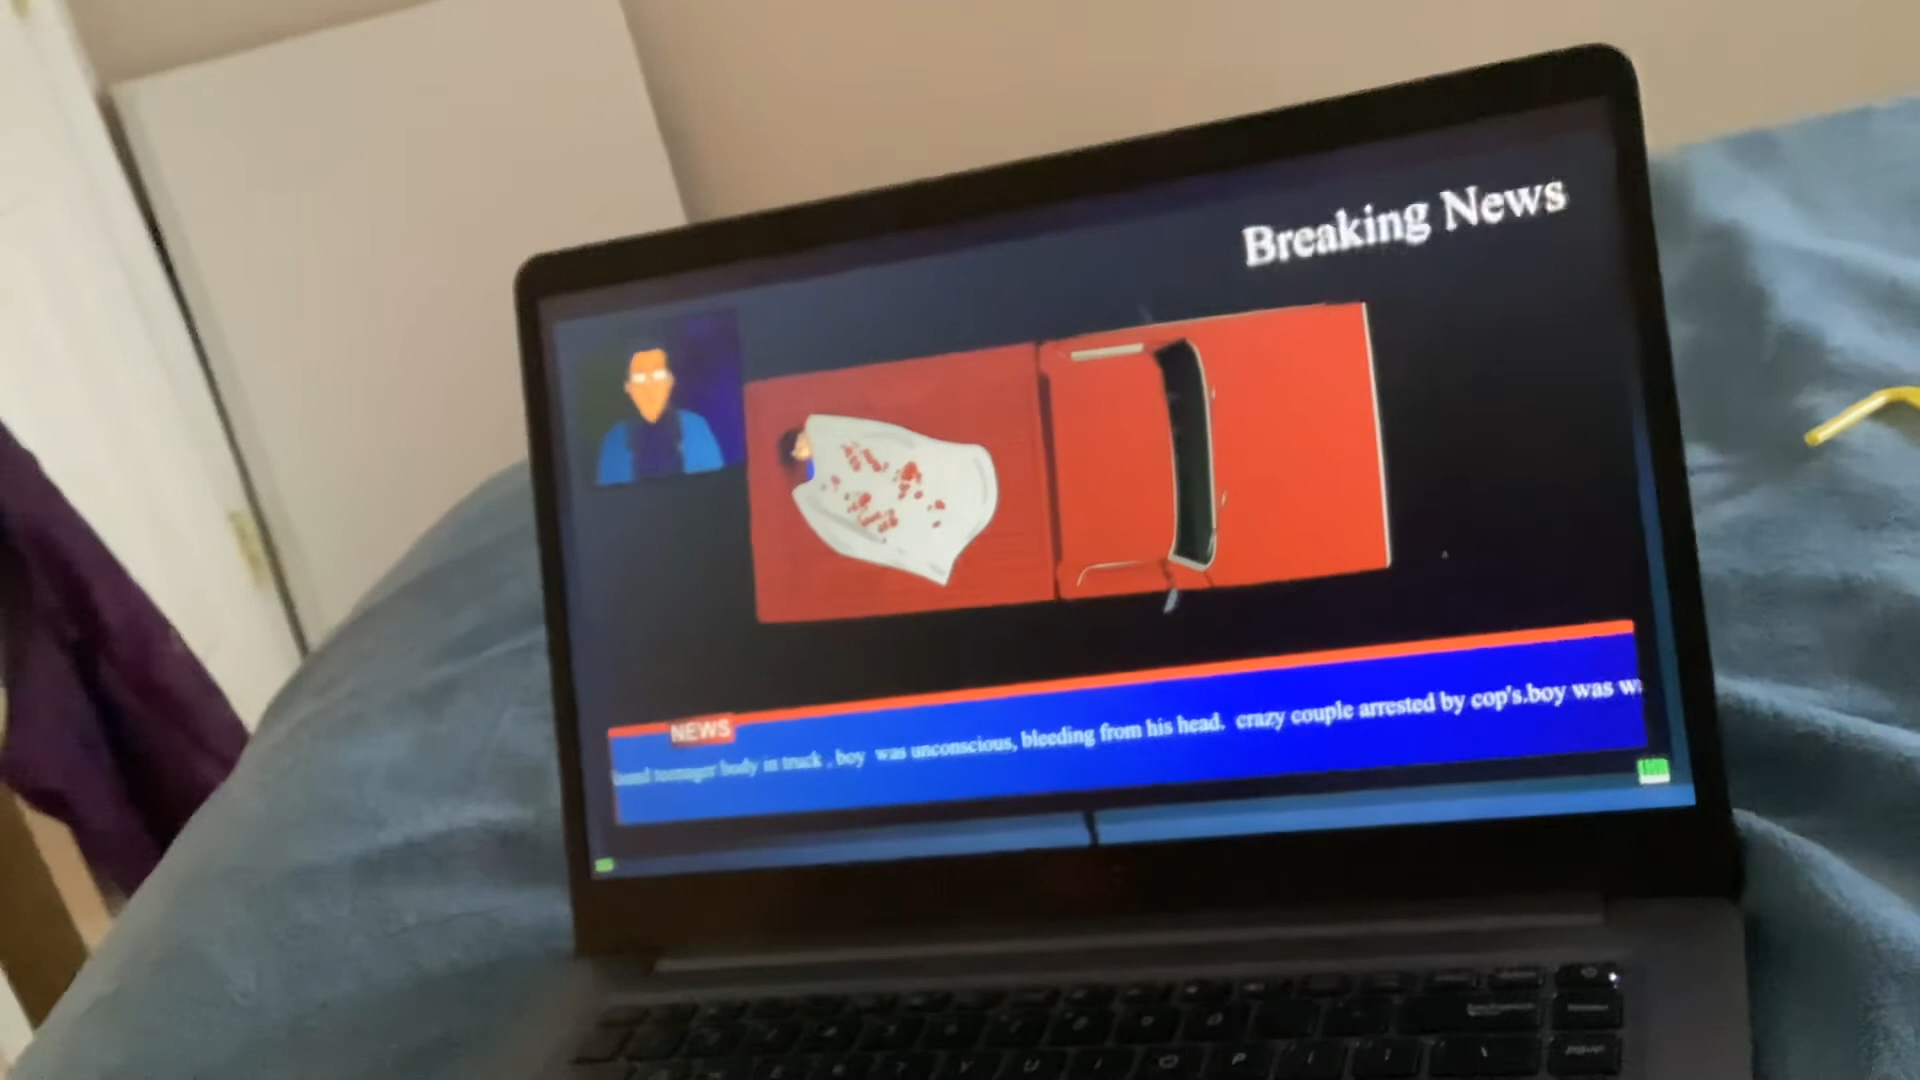 Breaking News
NEWS
teenager body in truck , boy was unconscious, bleeding from his head. crazy couple arrested by cop's.boy was w